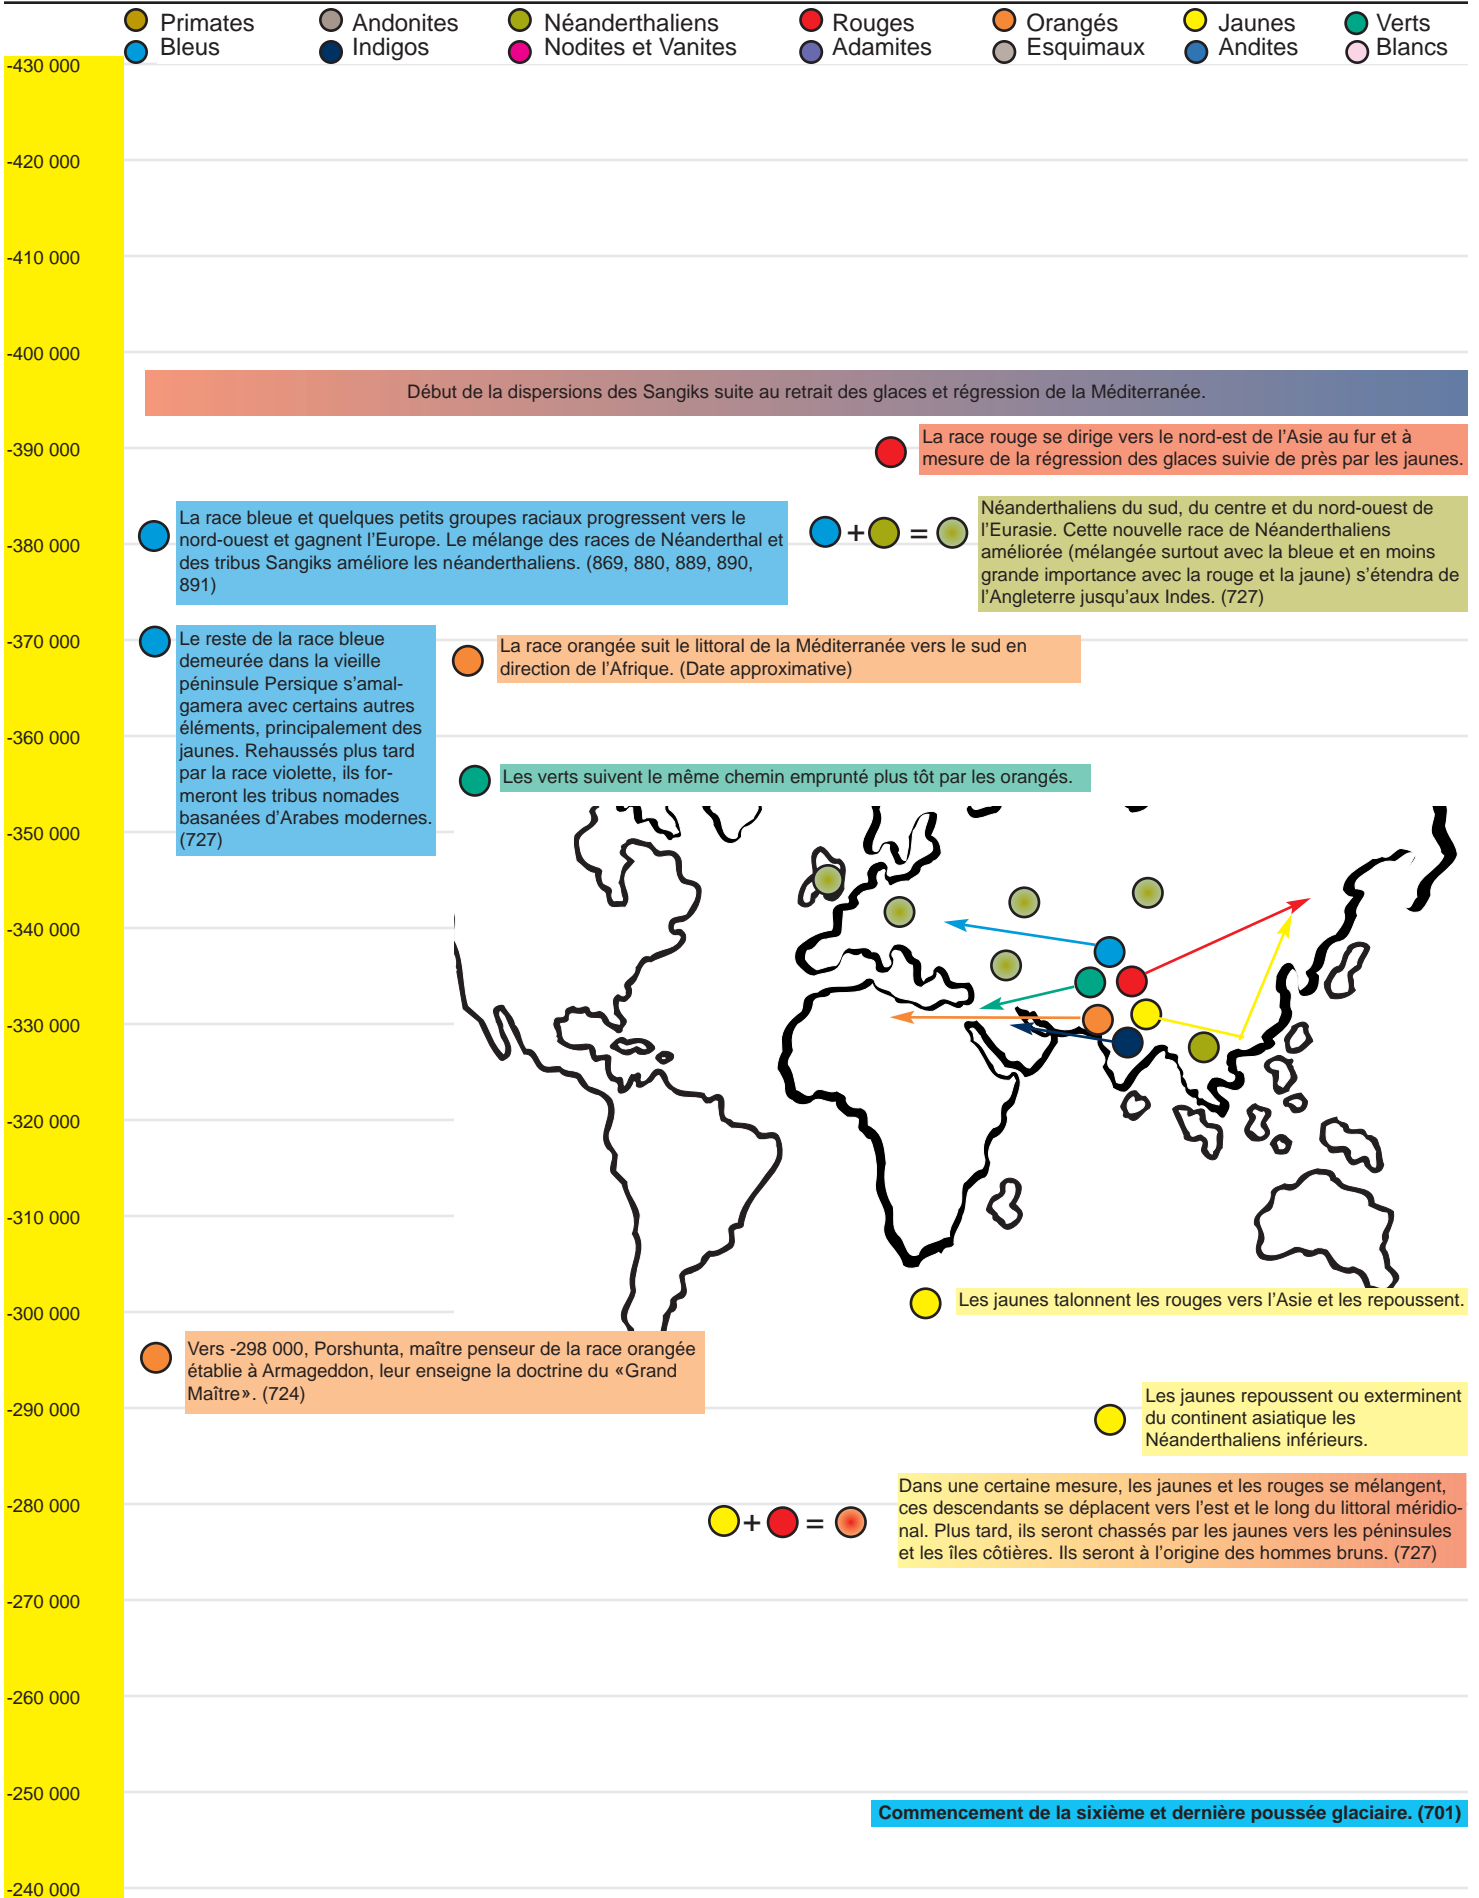 Primates Andonites Néanderthaliens Rouges Orangés Jaunes Verts
Bleus Indigos Nodites et Vanites Adamites Esquimaux Andites Blancs
-430 000
-420 000
-410 000
-400 000
Début de la dispersions des Sangiks suite au retrait des glaces et régression de la Méditerranée.
-390 000
La race rouge se dirige vers le nord-est de l’Asie au fur et à
mesure de la régression des glaces suivie de près par les jaunes.
La race bleue et quelques petits groupes raciaux progressent vers le
nord-ouest et gagnent l’Europe. Le mélange des races de Néanderthal et
des tribus Sangiks améliore les néanderthaliens. (869, 880, 889, 890,
891)
+ =
Néanderthaliens du sud, du centre et du nord-ouest de
l’Eurasie. Cette nouvelle race de Néanderthaliens
améliorée (mélangée surtout avec la bleue et en moins
grande importance avec la rouge et la jaune) s’étendra de
l’Angleterre jusqu’aux Indes. (727)
-380 000
-370 000
Le reste de la race bleue
demeurée dans la vieille
péninsule Persique s’amal-
gamera avec certains autres
éléments, principalement des
jaunes. Rehaussés plus tard
par la race violette, ils for-
meront les tribus nomades
basanées d’Arabes modernes.
(727)
La race orangée suit le littoral de la Méditerranée vers le sud en
direction de l’Afrique. (Date approximative)
-360 000
Les verts suivent le même chemin emprunté plus tôt par les orangés.
-350 000
-340 000
-330 000
-320 000
-310 000
-300 000
Les jaunes talonnent les rouges vers l’Asie et les repoussent.
Vers -298 000, Porshunta, maître penseur de la race orangée
établie à Armageddon, leur enseigne la doctrine du «Grand
Maître». (724)
-290 000
Les jaunes repoussent ou exterminent
du continent asiatique les
Néanderthaliens inférieurs.
-280 000
+ =
Dans une certaine mesure, les jaunes et les rouges se mélangent,
ces descendants se déplacent vers l’est et le long du littoral méridio-
nal. Plus tard, ils seront chassés par les jaunes vers les péninsules
et les îles côtières. Ils seront à l’origine des hommes bruns. (727)
-270 000
-260 000
-250 000
Commencement de la sixième et dernière poussée glaciaire. (701)
-240 000